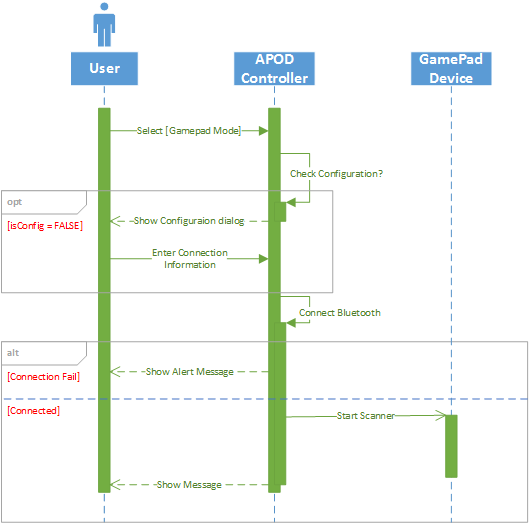 User
APOD
Controller
GamePad
Device
Select [Gamepad Mode]
Check Configuration?
opt
[isConfig = FALSE]
Show Configuraion dialog
Enter Connection
Information
Connect Bluetooth
alt
[Connection Fail]
Show Alert Message
[Connected]
Start Scanner
Show Message